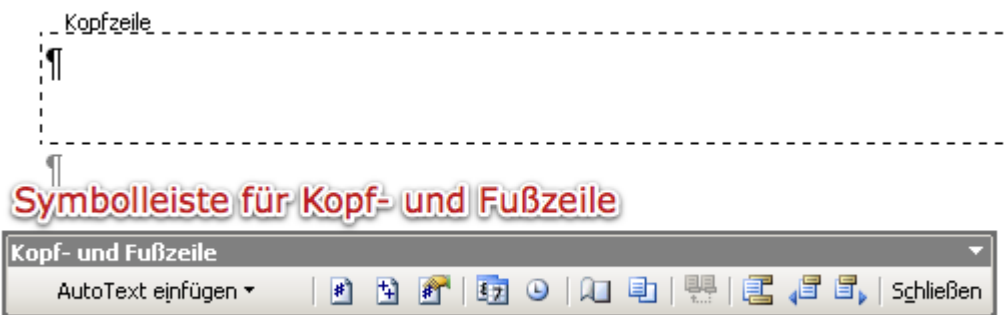 Kopfzeile
¶
¶
Symbolleiste für Kopf- und Fußzeile
Kopf- und Fußzeile
AutoText einfügen Schließen